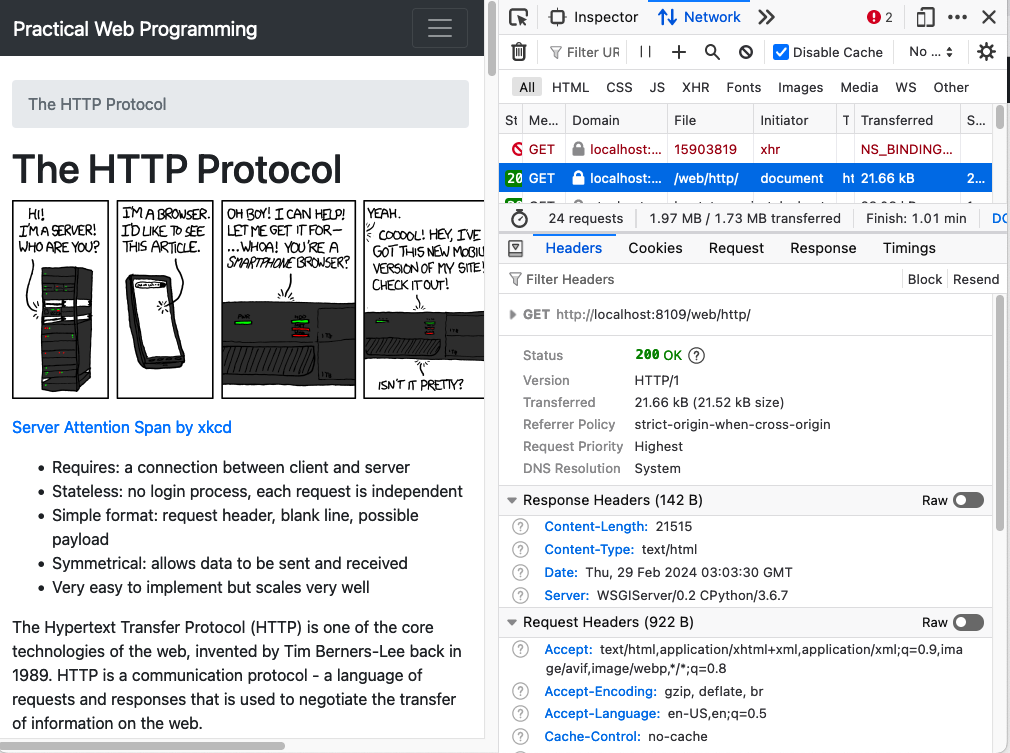 Practical Web Programming
The HTTP Protocol
The HTTP Protocol
HI!
I'M A SERVER!
WHO ARE YOU?
I'M A BROWSER.
I'D LIKE TO SEE
THIS ARTICLE.
OH BOY! I CAN HELP!
LET ME GET IT FOR—
...WHOA! YOU'RE A
SMARTPHONE BROWSER?
YEAH.
COOOOL! HEY, I'VE
GOT THIS NEW MOBIL
VERSION OF MY SITE!
CHECK IT OUT!
ISN'T IT PRETTY?
Server Attention Span by xkcd
• Requires: a connection between client and server
• Stateless: no login process, each request is independent
• Simple format: request header, blank line, possible
payload
• Symmetrical: allows data to be sent and received
• Very easy to implement but scales very well
The Hypertext Transfer Protocol (HTTP) is one of the core
technologies of the web, invented by Tim Berners-Lee back in
1989. HTTP is a communication protocol - a language of
requests and responses that is used to negotiate the transfer
of information on the web.
Inspector Network 2
Filter UR Disable Cache No ...
All HTML CSS JS XHR Fonts Images Media WS Other
St Me... Domain File Initiator T Transferred S...
GET localhost:... 15903819 xhr NS_BINDING...
20 GET localhost:... /web/http/ document ht 21.66 kB 2...
24 requests 1.97 MB / 1.73 MB transferred Finish: 1.01 min DO
Headers Cookies Request Response Timings
Filter Headers Block Resend
GET http://localhost:8109/web/http/
Status 200 OK ?
Version HTTP/1
Transferred 21.66 kB (21.52 kB size)
Referrer Policy strict-origin-when-cross-origin
Request Priority Highest
DNS Resolution System
Response Headers (142 B) Raw
? Content-Length: 21515
? Content-Type: text/html
? Date: Thu, 29 Feb 2024 03:03:30 GMT
? Server: WSGIServer/0.2 CPython/3.6.7
Request Headers (922 B) Raw
? Accept: text/html,application/xhtml+xml,application/xml;q=0.9,ima
ge/avif,image/webp,*/*;q=0.8
? Accept-Encoding: gzip, deflate, br
? Accept-Language: en-US,en;q=0.5
? Cache-Control: no-cache